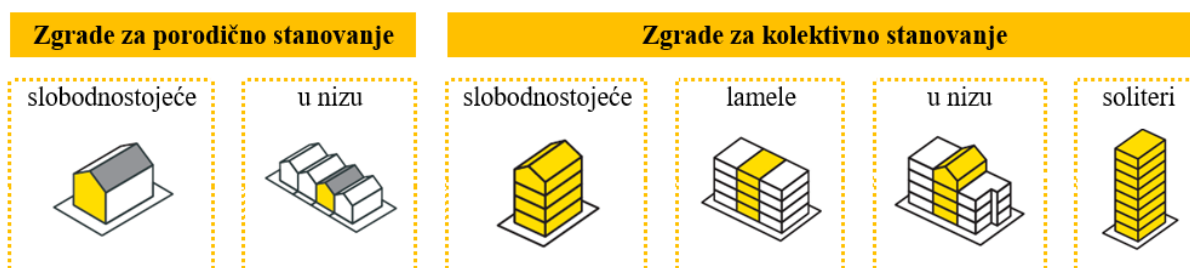 Zgrade za porodično stanovanje
Zgrade za kolektivno stanovanje
slobodnostojeće
u nizu
slobodnostojeće
lamele
u nizu
soliteri